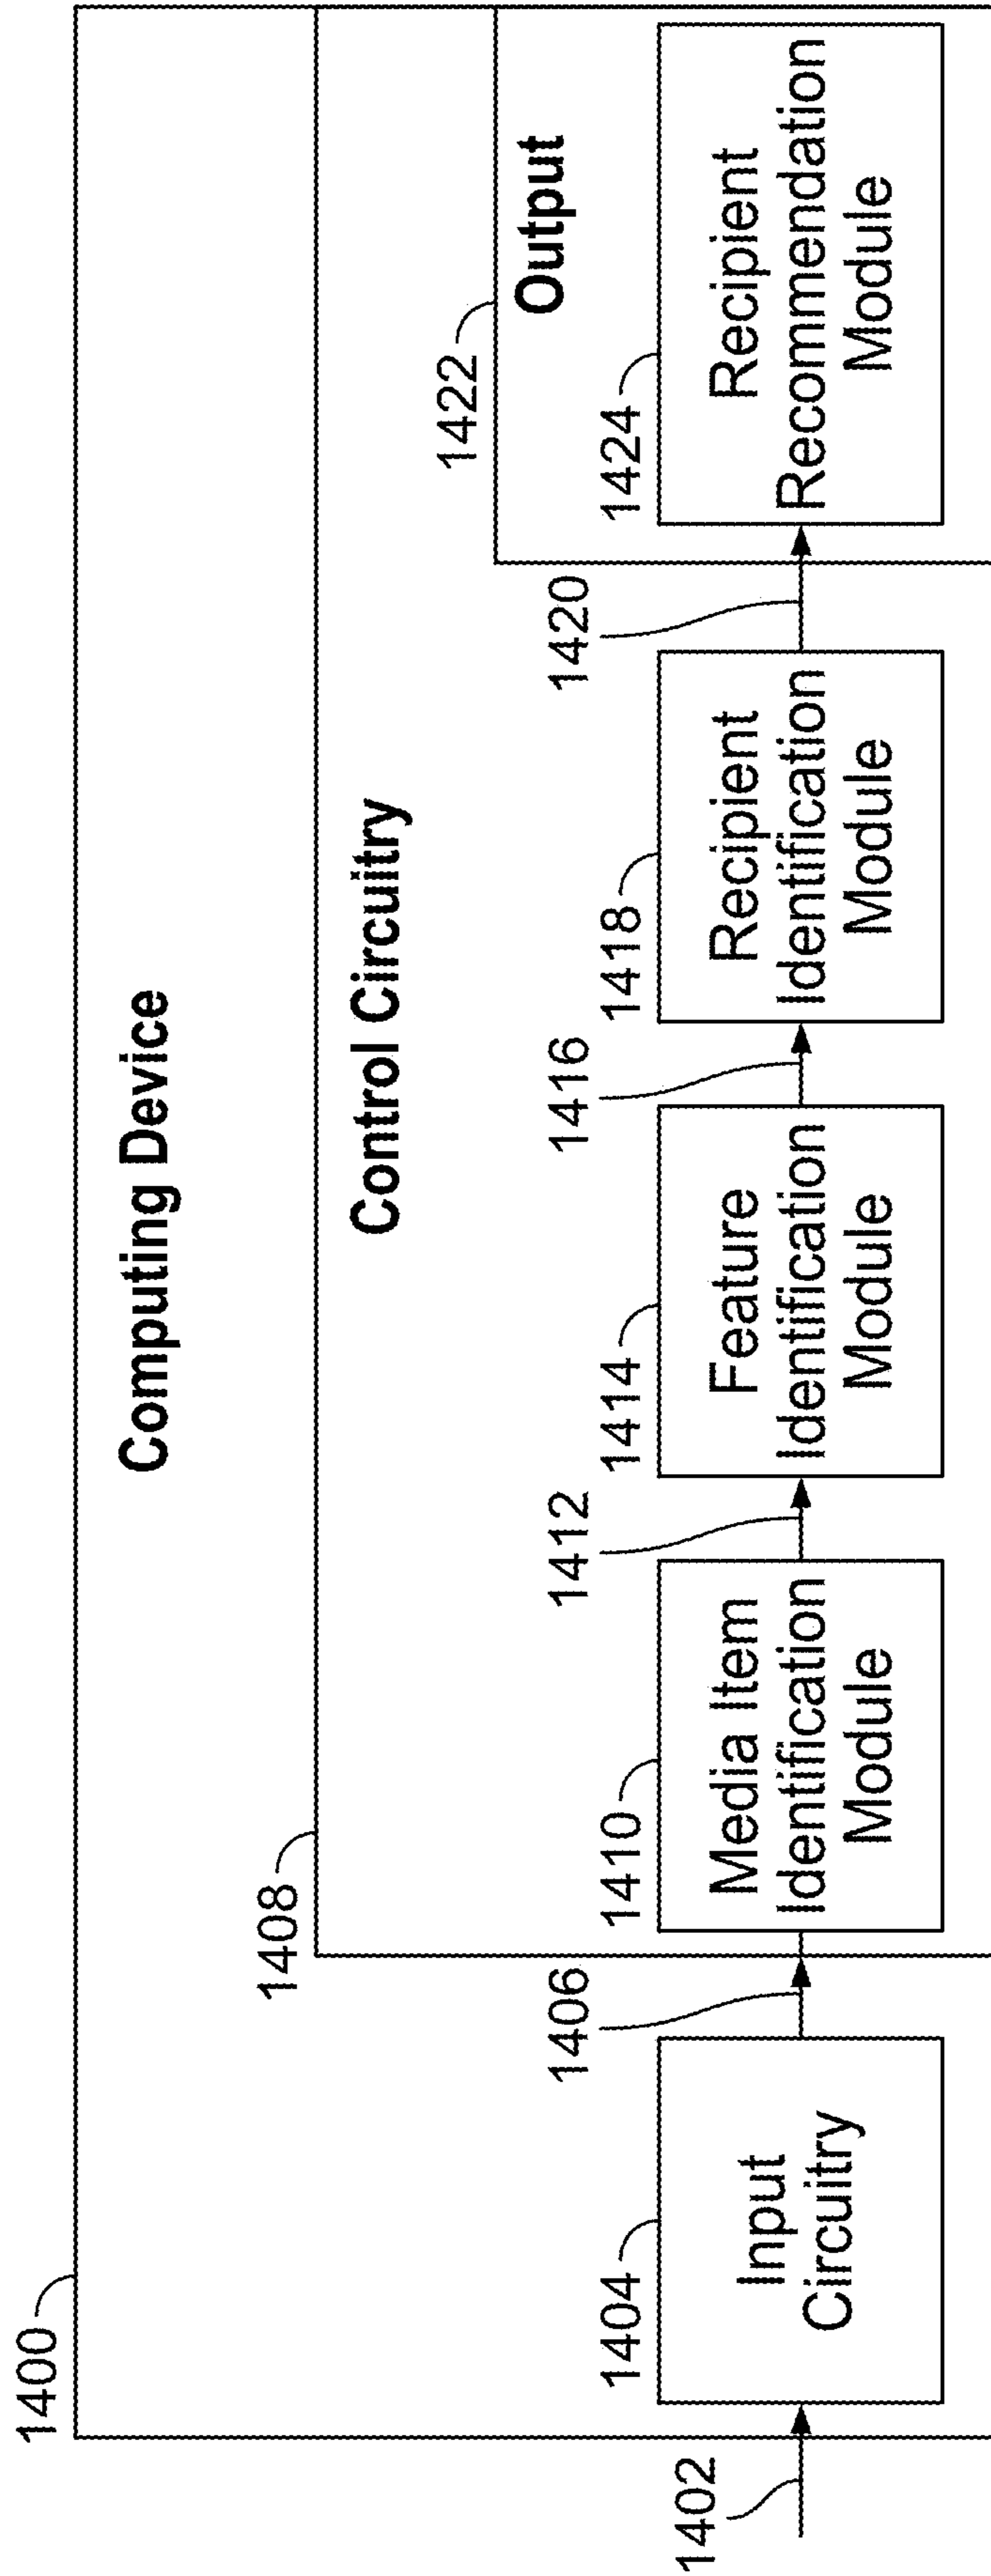 1400
Computing Device
1408
Control Circuitry
1422
Output
1402
1404
Input
Circuitry
1406
1410
Media Item
Identification
Module
1412
1414
Feature
Identification
Module
1416
1418
Recipient
Identification
Module
1420
1424
Recipient
Recommendation
Module